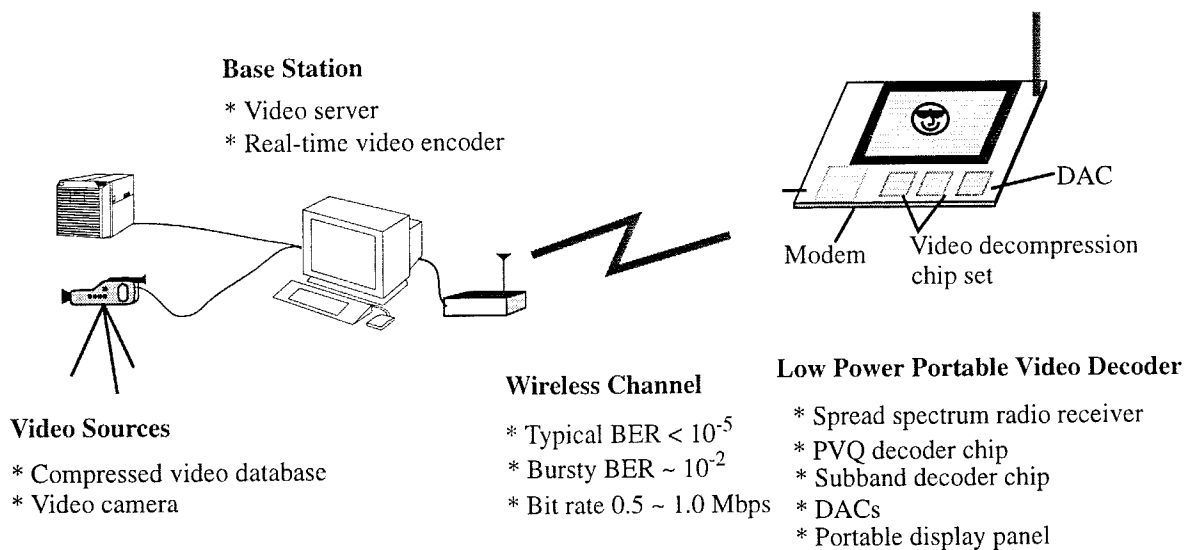 Base Station
* Video server
* Real-time video encoder
DAC
Modem
Video decompression
chip set
Video Sources
* Compressed video database
* Video camera
Wireless Channel
* Typical BER < 10^-5
* Bursty BER ~ 10^-2
* Bit rate 0.5 ~ 1.0 Mbps
Low Power Portable Video Decoder
* Spread spectrum radio receiver
* PVQ decoder chip
* Subband decoder chip
* DACs
* Portable display panel